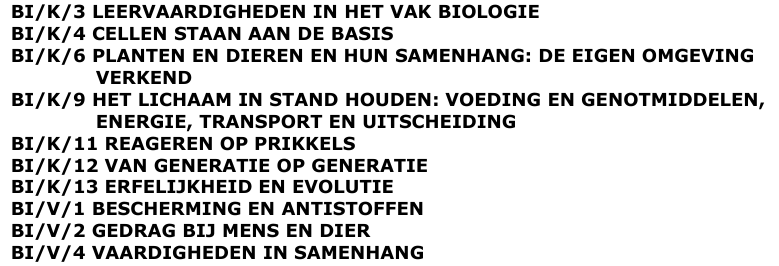 BI/K/3 LEERVAARDIGHEDEN IN HET VAK BIOLOGIE
BI/K/4 CELLEN STAAN AAN DE BASIS
BI/K/6 PLANTEN EN DIEREN EN HUN SAMENHANG: DE EIGEN OMGEVING
VERKEND
BI/K/9 HET LICHAAM IN STAND HOUDEN: VOEDING EN GENOTMIDDELEN,
ENERGIE, TRANSPORT EN UITSCHEIDING
BI/K/11 REAGEREN OP PRIKKELS
BI/K/12 VAN GENERATIE OP GENERATIE
BI/K/13 ERFELIJKHEID EN EVOLUTIE
BI/V/1 BESCHERMING EN ANTISTOFFEN
BI/V/2 GEDRAG BIJ MENS EN DIER
BI/V/4 VAARDIGHEDEN IN SAMENHANG